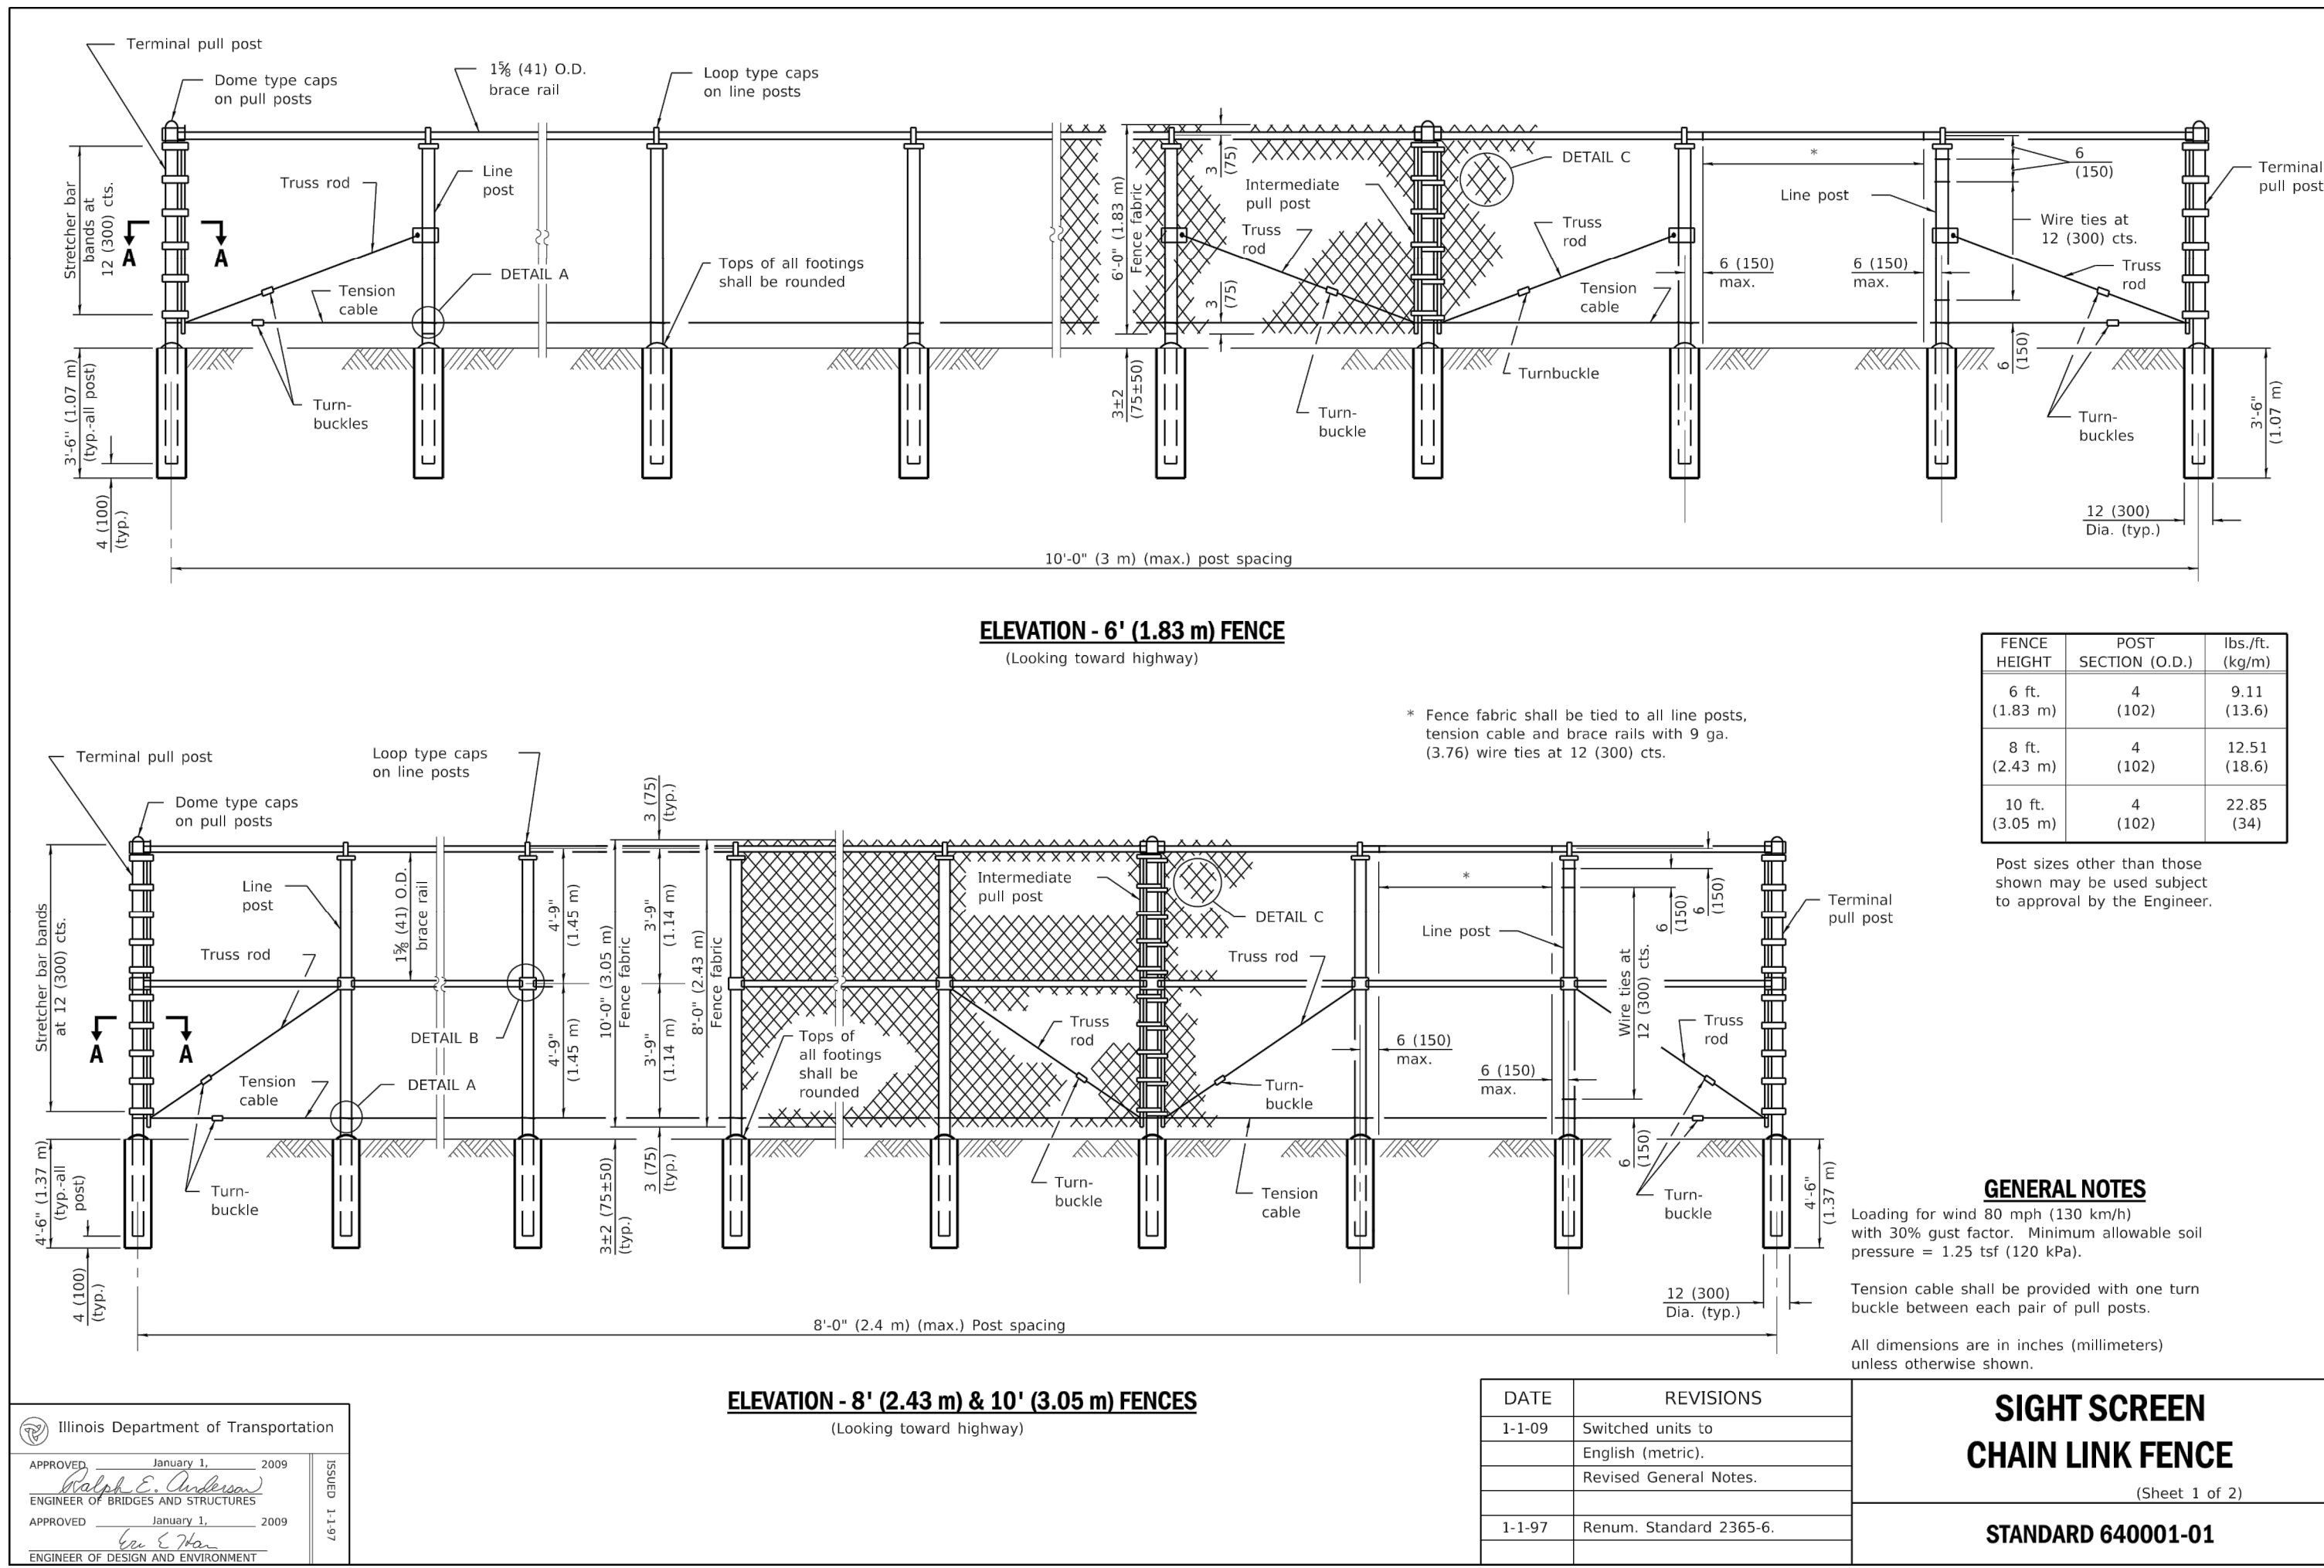 Terminal pull post
Dome type caps
on pull posts
1⅝ (41) O.D.
brace rail
Loop type caps
on line posts
Line
post
Truss rod
Stretcher bar
bands at
12 (300) cts.
A
A
DETAIL A
Tension
cable
Tops of all footings
shall be rounded
Turn-
buckles
3'-6" (1.07 m)
(typ.-all post)
4 (100)
(typ.)
6'-0" (1.83 m)
Fence fabric
3
(75)
3
(75)
3±2
(75±50)
Intermediate
pull post
Truss
rod
DETAIL C
Truss
rod
Turn-
buckle
Turnbuckle
6 (150)
max.
Tension
cable
*
Line post
6 (150)
max.
6
(150)
Wire ties at
12 (300) cts.
Truss
rod
Terminal
pull post
6
(150)
Turn-
buckles
3'-6"
(1.07 m)
12 (300)
Dia. (typ.)
10'-0" (3 m) (max.) post spacing
ELEVATION - 6' (1.83 m) FENCE
(Looking toward highway)
FENCE HEIGHT POST SECTION (O.D.) lbs./ft. (kg/m)
6 ft. 4 9.11
(1.83 m) (102) (13.6)
8 ft. 4 12.51
(2.43 m) (102) (18.6)
10 ft. 4 22.85
(3.05 m) (102) (34)
Post sizes other than those
shown may be used subject
to approval by the Engineer.
* Fence fabric shall be tied to all line posts,
tension cable and brace rails with 9 ga.
(3.76) wire ties at 12 (300) cts.
Terminal pull post
Dome type caps
on pull posts
Loop type caps
on line posts
Line
post
Truss rod
Stretcher bar bands
at 12 (300) cts.
A
A
1⅝ (41) O.D.
brace rail
DETAIL B
DETAIL A
Tension
cable
Turn-
buckle
4'-6" (1.37 m)
(typ.-all
post)
4 (100)
(typ.)
4'-9"
(1.45 m)
4'-9"
(1.45 m)
10'-0" (3.05 m)
Fence fabric
3'-9"
(1.14 m)
3'-9"
(1.14 m)
8'-0" (2.43 m)
Fence fabric
3 (75)
(typ.)
3 (75)
(typ.)
3±2 (75±50)
(typ.)
Tops of
all footings
shall be
rounded
Intermediate
pull post
DETAIL C
Truss rod
Truss
rod
Turn-
buckle
Turn-
buckle
Tension
cable
6 (150)
max.
*
Line post
6 (150)
max.
6
(150)
6
(150)
Wire ties at
12 (300) cts.
Truss
rod
Terminal
pull post
6
(150)
Turn-
buckle
4'-6"
(1.37 m)
12 (300)
Dia. (typ.)
8'-0" (2.4 m) (max.) Post spacing
ELEVATION - 8' (2.43 m) & 10' (3.05 m) FENCES
(Looking toward highway)
GENERAL NOTES
Loading for wind 80 mph (130 km/h)
with 30% gust factor. Minimum allowable soil
pressure = 1.25 tsf (120 kPa).
Tension cable shall be provided with one turn
buckle between each pair of pull posts.
All dimensions are in inches (millimeters)
unless otherwise shown.
Illinois Department of Transportation
APPROVED January 1, 2009
Ralph E. Anderson
ENGINEER OF BRIDGES AND STRUCTURES
APPROVED January 1, 2009
ENGINEER OF DESIGN AND ENVIRONMENT
ISSUED 1-1-97
DATE REVISIONS
1-1-09 Switched units to
English (metric).
Revised General Notes.
1-1-97 Renum. Standard 2365-6.
SIGHT SCREEN
CHAIN LINK FENCE
(Sheet 1 of 2)
STANDARD 640001-01